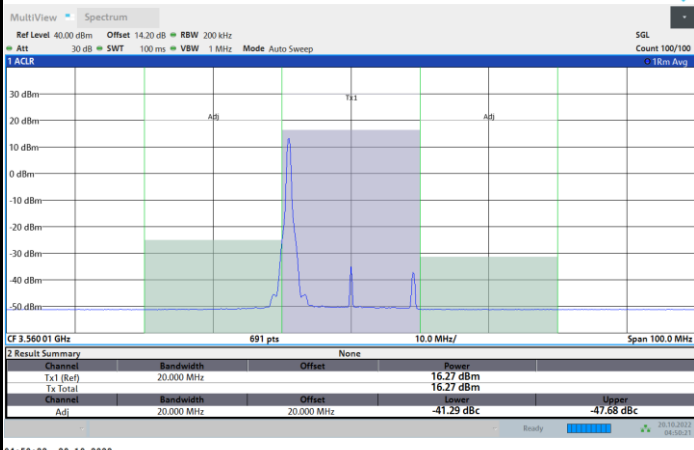 MultiView Spectrum
Ref Level 40.00 dBm Offset 14.20 dB RBW 200 kHz SGL
Att 30 dB SWT 100 ms VBW 1 MHz Mode Auto Sweep Count 100/100
1 ACLR 1Rm Avg
30 dBm
Tx1
20 dBm
Adj Adj
10 dBm
0 dBm
-10 dBm
-20 dBm
-30 dBm
-40 dBm
-50 dBm
CF 3.560 01 GHz 691 pts 10.0 MHz/ Span 100.0 MHz
2 Result Summary None
Channel Bandwidth Offset Power
Tx1 (Ref) 20.000 MHz 16.27 dBm
Tx Total 16.27 dBm
Channel Bandwidth Offset Lower Upper
Adj 20.000 MHz 20.000 MHz -41.29 dBc -47.68 dBc
Ready 20.10.2022
04:50:21